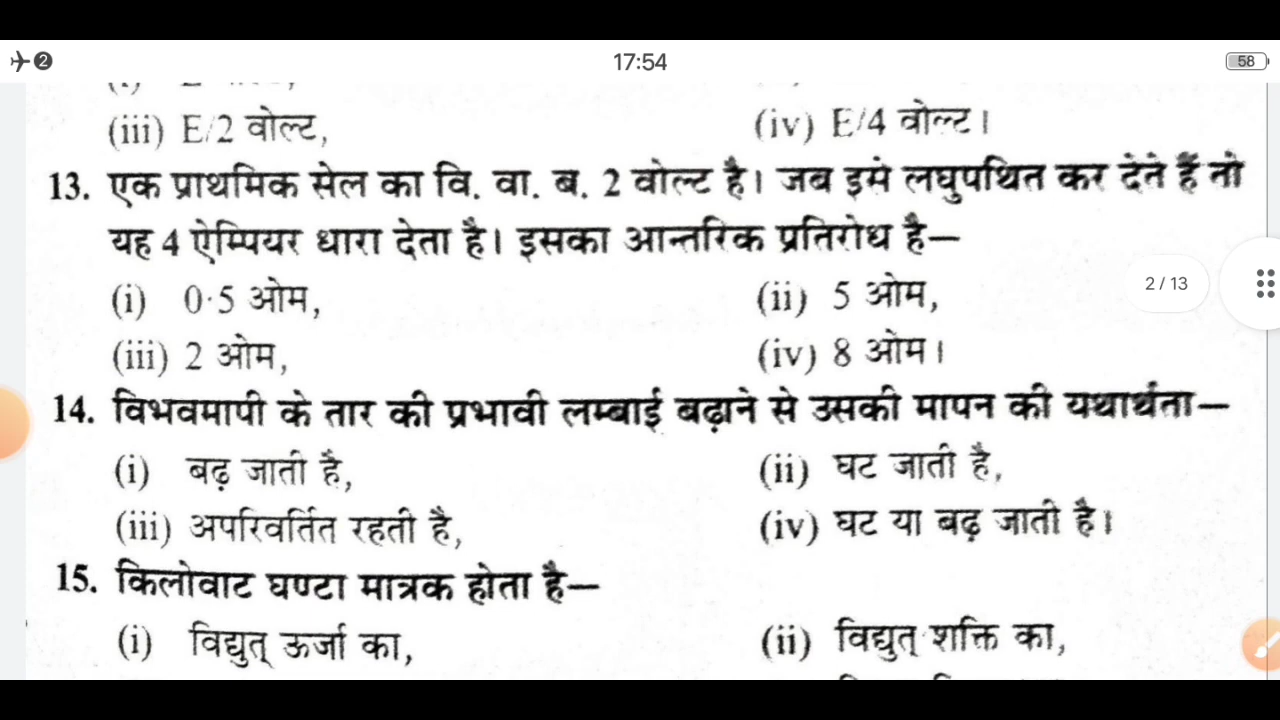 2
17:54
58
(iii) E/2 वोल्ट, (iv) E/4 वोल्ट।
13. एक प्राथमिक सेल का वि. वा. ब. 2 वोल्ट है। जब इसे लघुपथित कर देते हैं तो
यह 4 ऐम्पियर धारा देता है। इसका आन्तरिक प्रतिरोध है—
2 / 13
(i) 0·5 ओम, (ii) 5 ओम,
(iii) 2 ओम, (iv) 8 ओम।
14. विभवमापी के तार की प्रभावी लम्बाई बढ़ाने से उसकी मापन की यथार्थता—
(i) बढ़ जाती है, (ii) घट जाती है,
(iii) अपरिवर्तित रहती है, (iv) घट या बढ़ जाती है।
15. किलोवाट घण्टा मात्रक होता है—
(i) विद्युत् ऊर्जा का, (ii) विद्युत् शक्ति का,